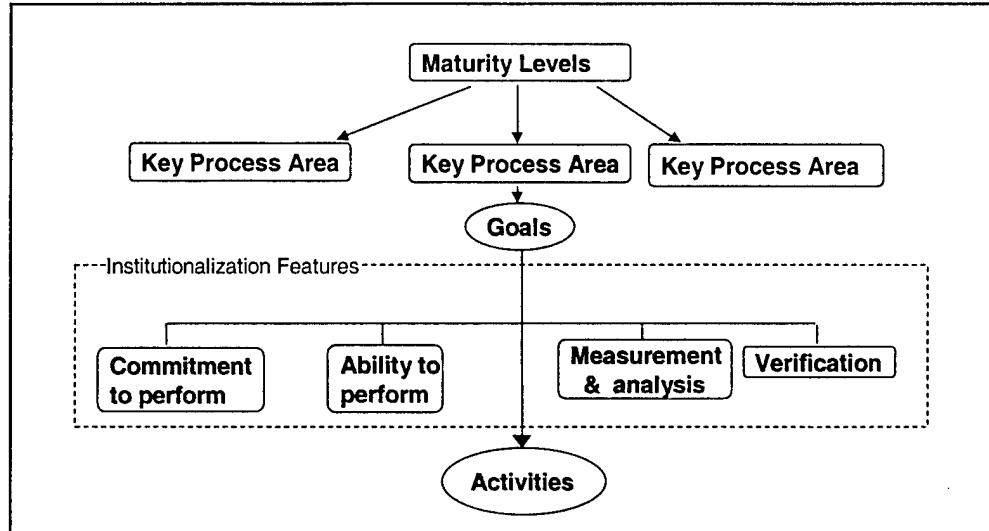 Maturity Levels
Key Process Area
Key Process Area
Key Process Area
Goals
Institutionalization Features
Commitment
to perform
Ability to
perform
Measurement
& analysis
Verification
Activities